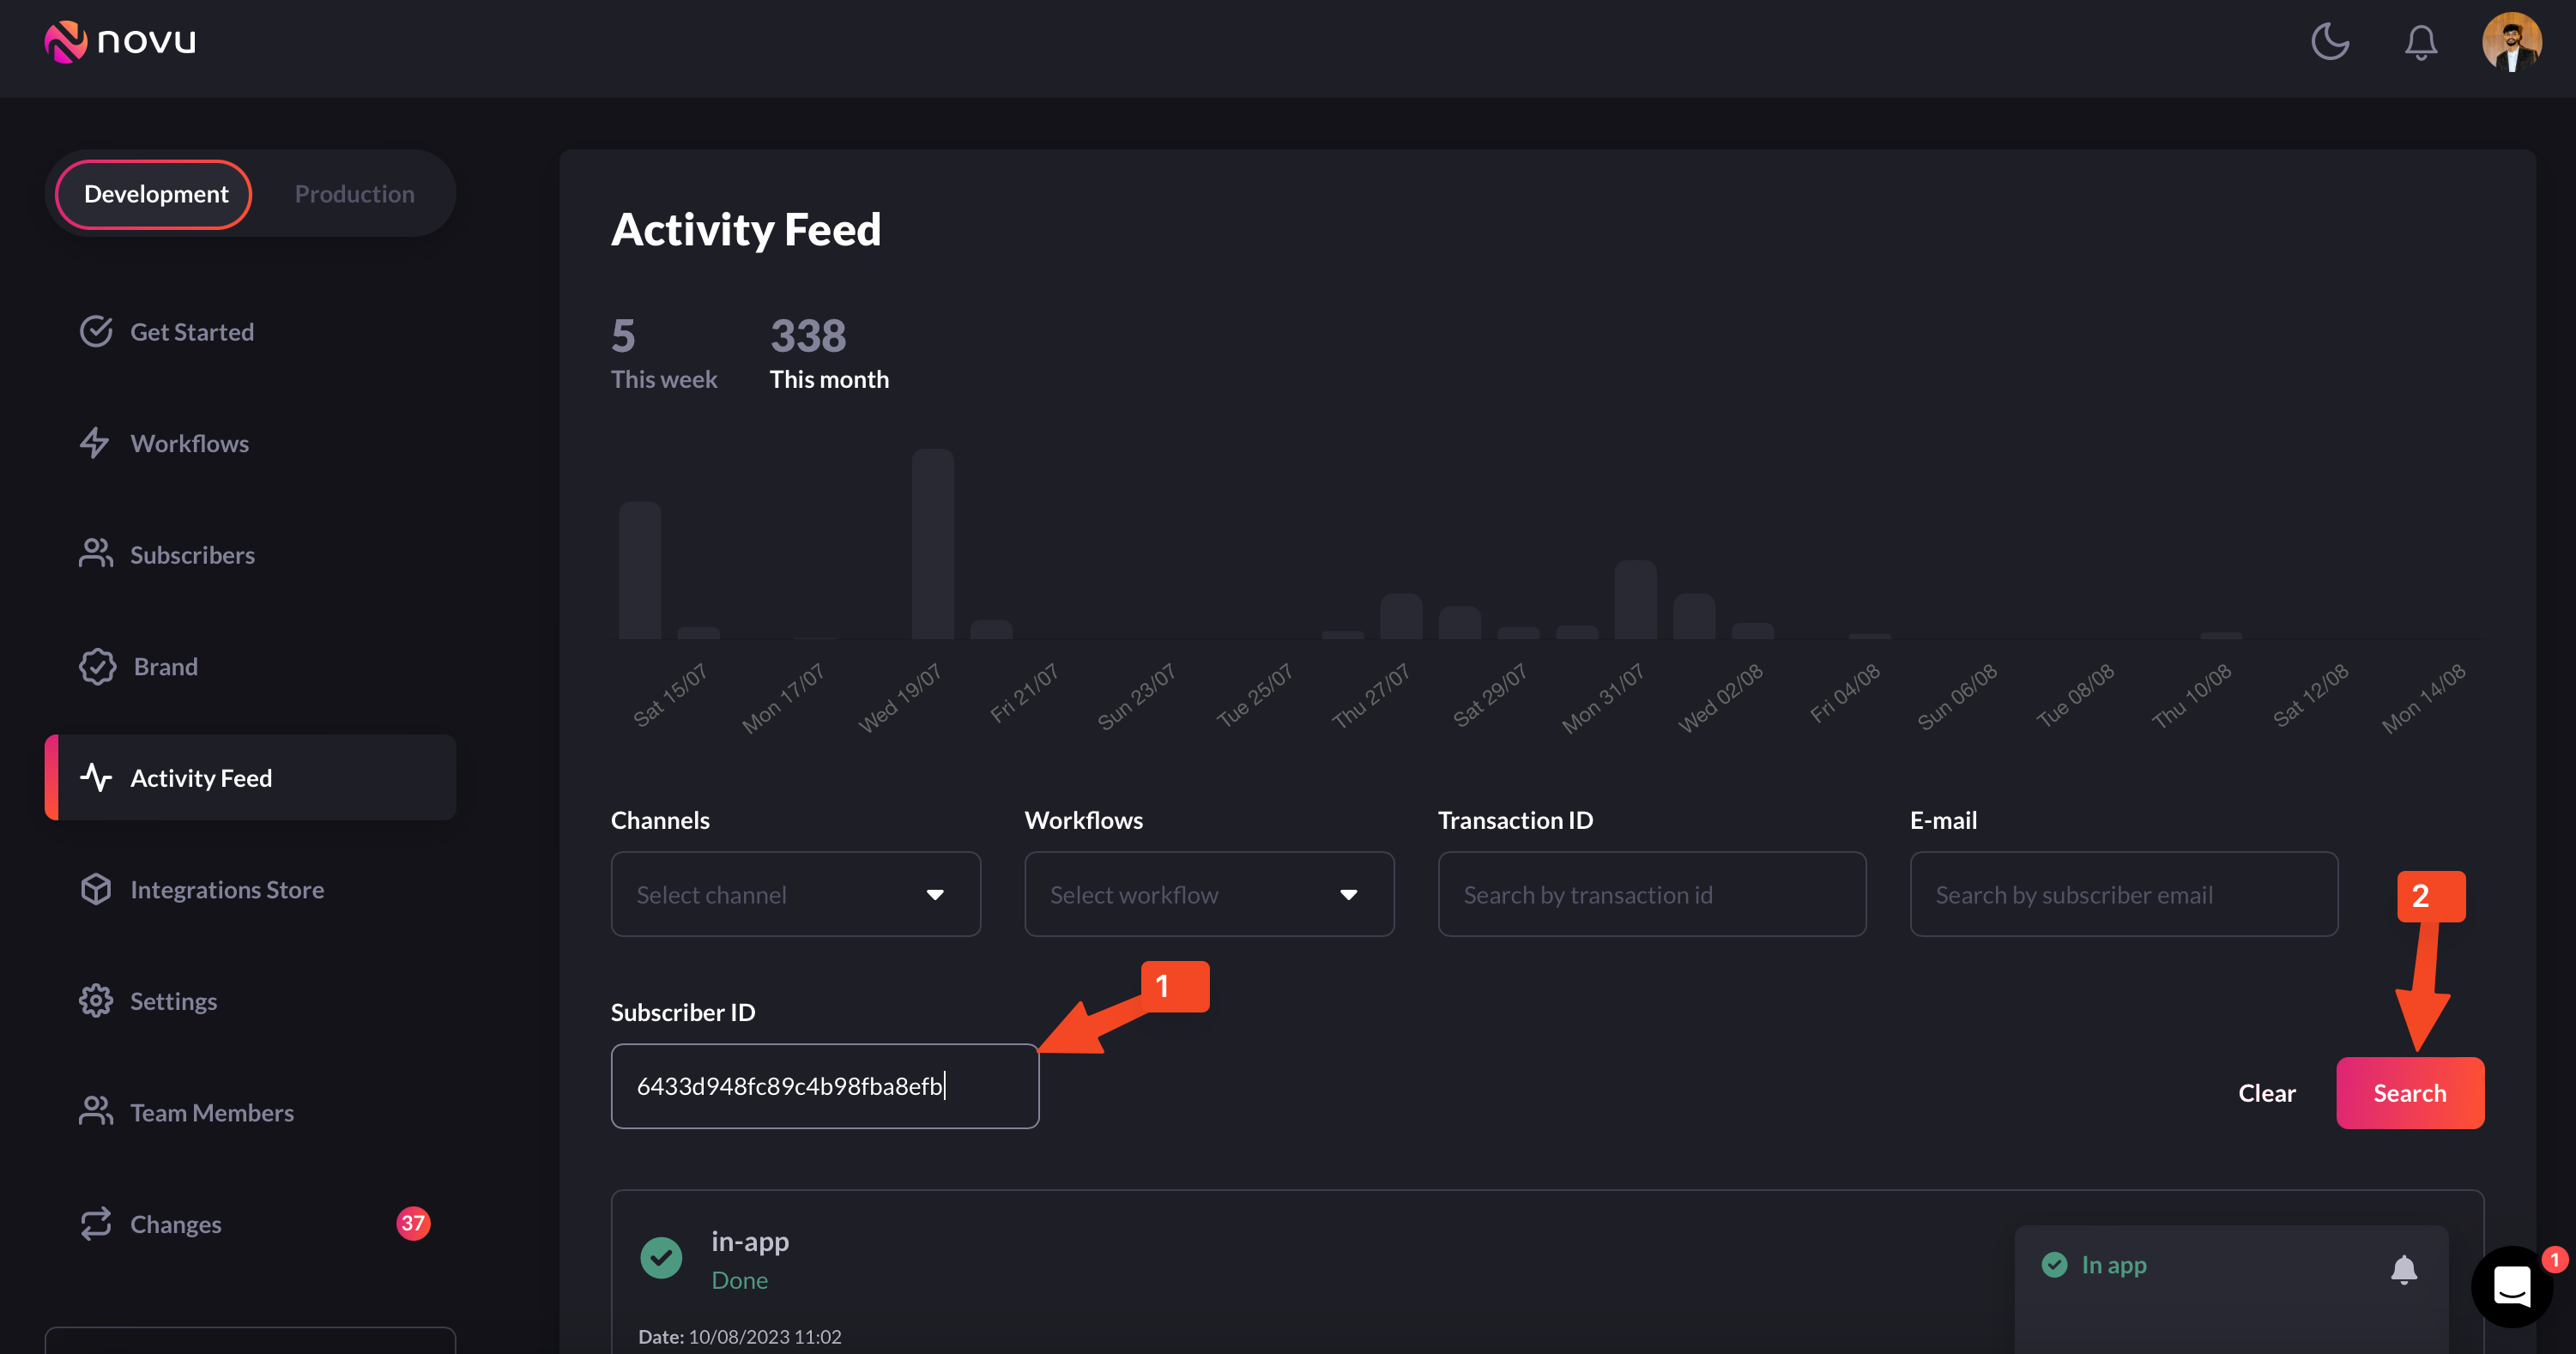 novu
Development
Production
Get Started
Workflows
Subscribers
Brand
Activity Feed
Integrations Store
Settings
Team Members
Changes
37
Activity Feed
5
338
This week
This month
Sat 15/07
Mon 17/07
Wed 19/07
Fri 21/07
Sun 23/07
Tue 25/07
Thu 27/07
Sat 29/07
Mon 31/07
Wed 02/08
Fri 04/08
Sun 06/08
Tue 08/08
Thu 10/08
Sat 12/08
Mon 14/08
Channels
Workflows
Transaction ID
E-mail
Select channel
Select workflow
Search by transaction id
Search by subscriber email
2
1
Subscriber ID
6433d948fc89c4b98fba8efb
Clear
Search
in-app
Done
Date: 10/08/2023 11:02
In app
1